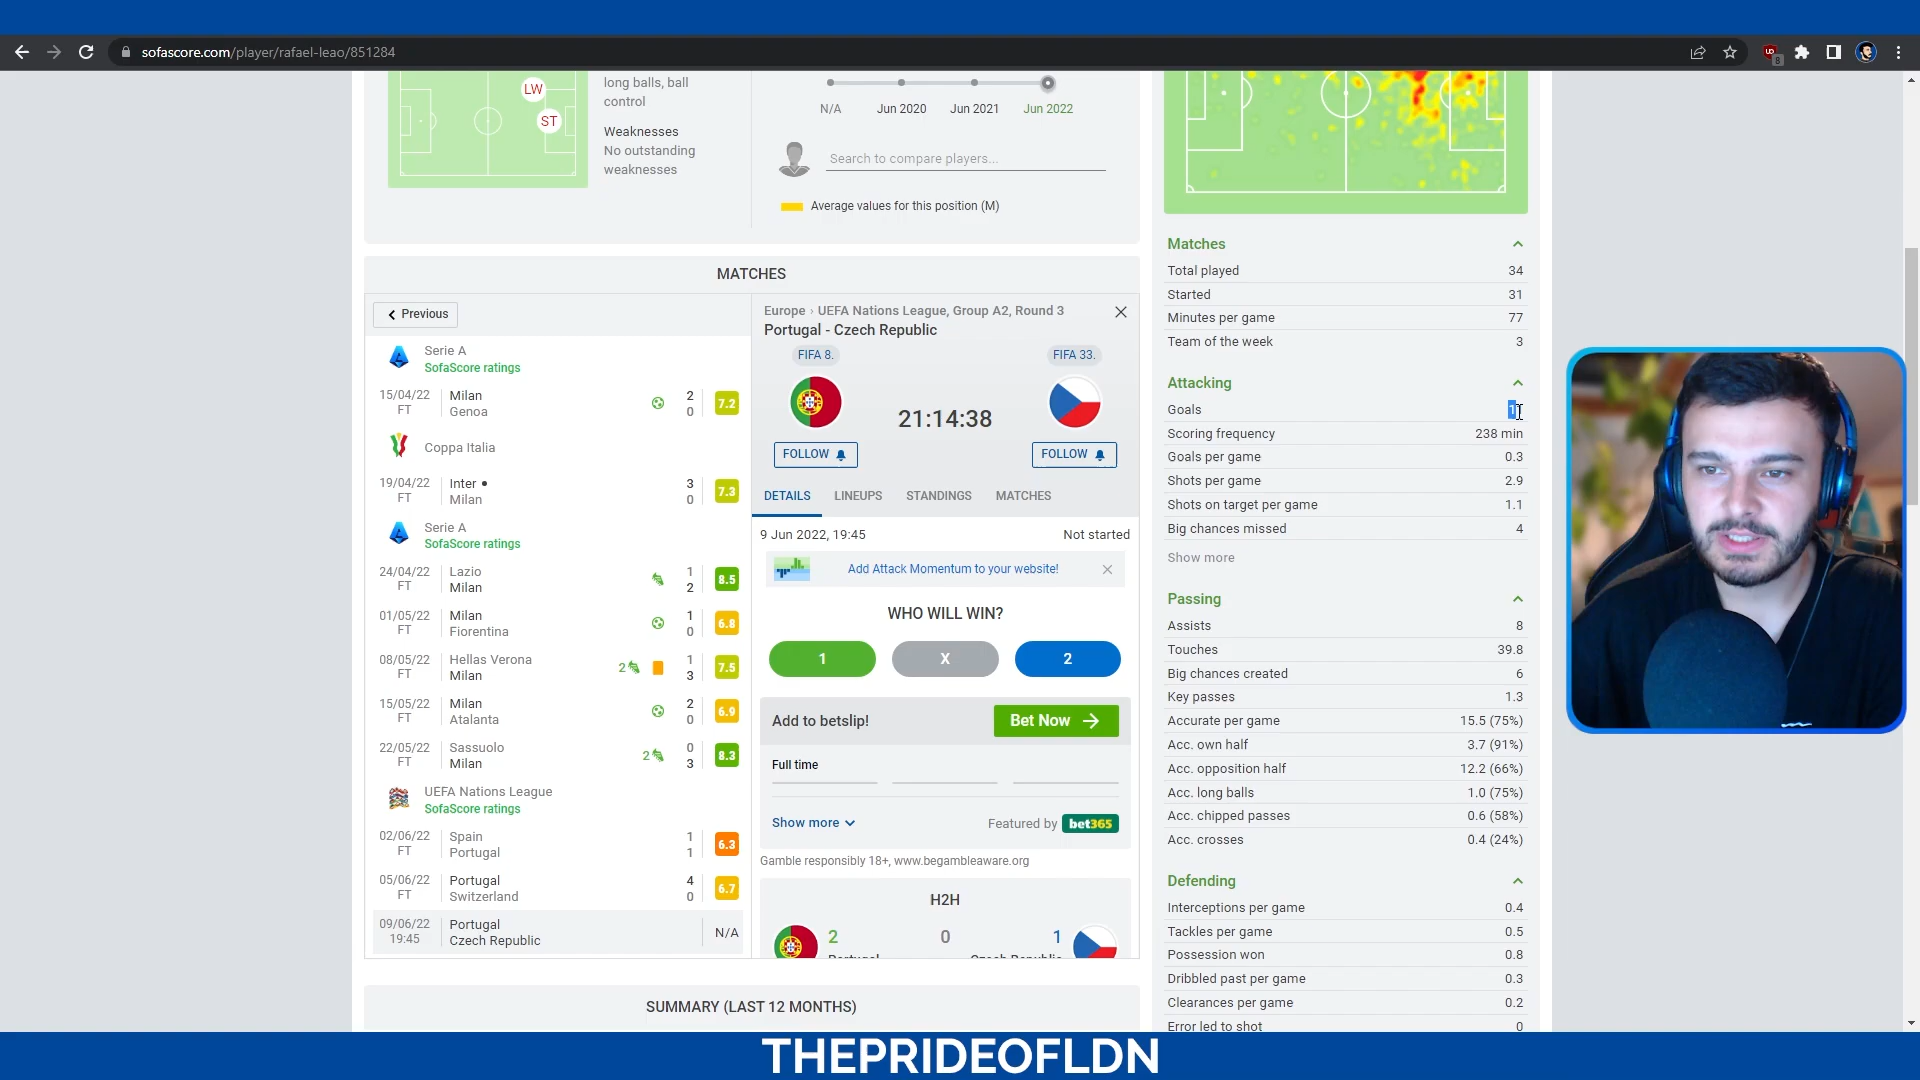 sofascore.com/player/rafael-leao/851284
8
LW
ST
long balls, ball
control
Weaknesses
No outstanding
weaknesses
N/A
Jun 2020
Jun 2021
Jun 2022
Search to compare players...
Average values for this position (M)
MATCHES
Previous
Serie A
SofaScore ratings
15/04/22
FT
Milan
Genoa
2
0
7.2
Coppa Italia
19/04/22
FT
Inter
Milan
3
0
7.3
Serie A
SofaScore ratings
24/04/22
FT
Lazio
Milan
1
2
8.5
01/05/22
FT
Milan
Fiorentina
1
0
6.8
08/05/22
FT
Hellas Verona
Milan
2
1
3
7.5
15/05/22
FT
Milan
Atalanta
2
0
6.9
22/05/22
FT
Sassuolo
Milan
2
0
3
8.3
UEFA Nations League
SofaScore ratings
02/06/22
FT
Spain
Portugal
1
1
6.3
05/06/22
FT
Portugal
Switzerland
4
0
6.7
09/06/22
19:45
Portugal
Czech Republic
N/A
Europe › UEFA Nations League, Group A2, Round 3
Portugal - Czech Republic
FIFA 8.
FIFA 33.
21:14:38
FOLLOW
FOLLOW
DETAILS
LINEUPS
STANDINGS
MATCHES
9 Jun 2022, 19:45
Not started
Add Attack Momentum to your website!
WHO WILL WIN?
1
X
2
Add to betslip!
Bet Now
Full time
Show more
Featured by
bet365
Gamble responsibly 18+, www.begambleaware.org
H2H
2
0
1
Portugal
Czech Republic
SUMMARY (LAST 12 MONTHS)
Matches
Total played 34
Started 31
Minutes per game 77
Team of the week 3
Attacking
Goals
Scoring frequency 238 min
Goals per game 0.3
Shots per game 2.9
Shots on target per game 1.1
Big chances missed 4
Show more
Passing
Assists 8
Touches 39.8
Big chances created 6
Key passes 1.3
Accurate per game 15.5 (75%)
Acc. own half 3.7 (91%)
Acc. opposition half 12.2 (66%)
Acc. long balls 1.0 (75%)
Acc. chipped passes 0.6 (58%)
Acc. crosses 0.4 (24%)
Defending
Interceptions per game 0.4
Tackles per game 0.5
Possession won 0.8
Dribbled past per game 0.3
Clearances per game 0.2
Error led to shot 0
THEPRIDEOFLDN